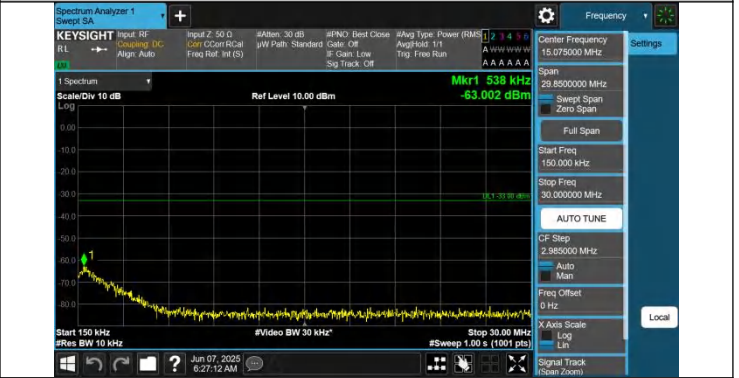 Spectrum Analyzer 1
Swept SA
+
Frequency
KEYSIGHT Input: RF
RL
Coupling: DC
Align: Auto
LXI
Input Z: 50 Ω
Corr CCorr RCal
Freq Ref: Int (S)
#Atten: 30 dB
µW Path: Standard
#PNO: Best Close
Gate: Off
IF Gain: Low
Sig Track: Off
#Avg Type: Power (RMS
Avg|Hold: 1/1
Trig: Free Run
1 2 3 4 5 6
A W W W W W
A A A A A A
1 Spectrum
Scale/Div 10 dB
Log
Ref Level 10.00 dBm
Mkr1 538 kHz
-63.002 dBm
0.00
-10.0
-20.0
-30.0
-40.0
-50.0
-60.0
-70.0
-80.0
DL1 -33.00 dBm
1
Start 150 kHz
#Res BW 10 kHz
#Video BW 30 kHz*
Stop 30.00 MHz
#Sweep 1.00 s (1001 pts)
?
Jun 07, 2025
6:27:12 AM
Center Frequency
15.075000 MHz
Settings
Span
29.8500000 MHz
Swept Span
Zero Span
Full Span
Start Freq
150.000 kHz
Stop Freq
30.000000 MHz
AUTO TUNE
CF Step
2.985000 MHz
Auto
Man
Freq Offset
0 Hz
X Axis Scale
Log
Lin
Local
Signal Track
(Span Zoom)